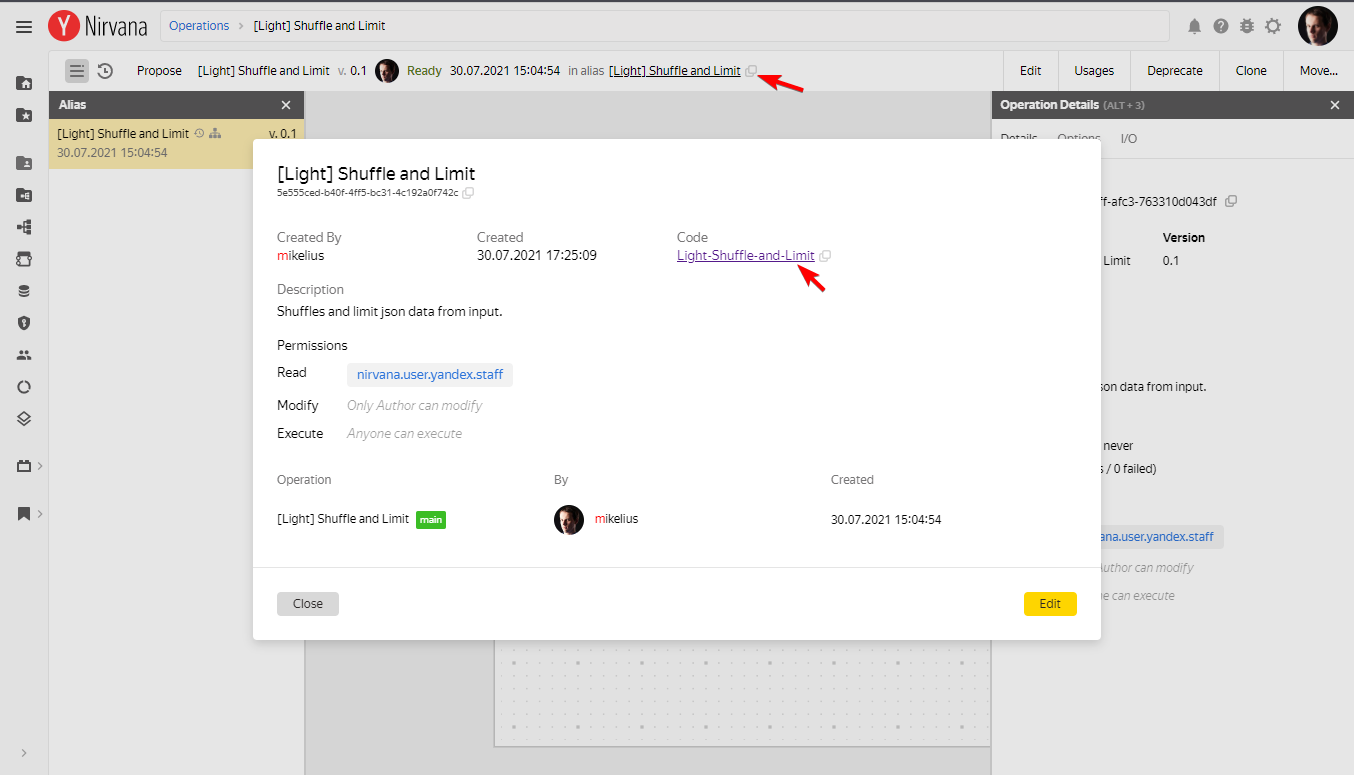 Y Nirvana
Operations > [Light] Shuffle and Limit
Propose [Light] Shuffle and Limit v. 0.1 Ready 30.07.2021 15:04:54 in alias [Light] Shuffle and Limit Edit Usages Deprecate Clone Move...
Alias
[Light] Shuffle and Limit v. 0.1
30.07.2021 15:04:54
Operation Details (ALT + 3)
Details Options I/O
[Light] Shuffle and Limit
5e555ced-b40f-4ff5-bc31-4c192a0f742c
Created By Created Code
mikelius 30.07.2021 17:25:09 Light-Shuffle-and-Limit
Description
Shuffles and limit json data from input.
Permissions
Read nirvana.user.yandex.staff
Modify Only Author can modify
Execute Anyone can execute
Operation By Created
[Light] Shuffle and Limit main mikelius 30.07.2021 15:04:54
Close Edit
ff-afc3-763310d043df
Version
Limit 0.1
son data from input.
never
s / 0 failed)
ana.user.yandex.staff
Author can modify
ne can execute